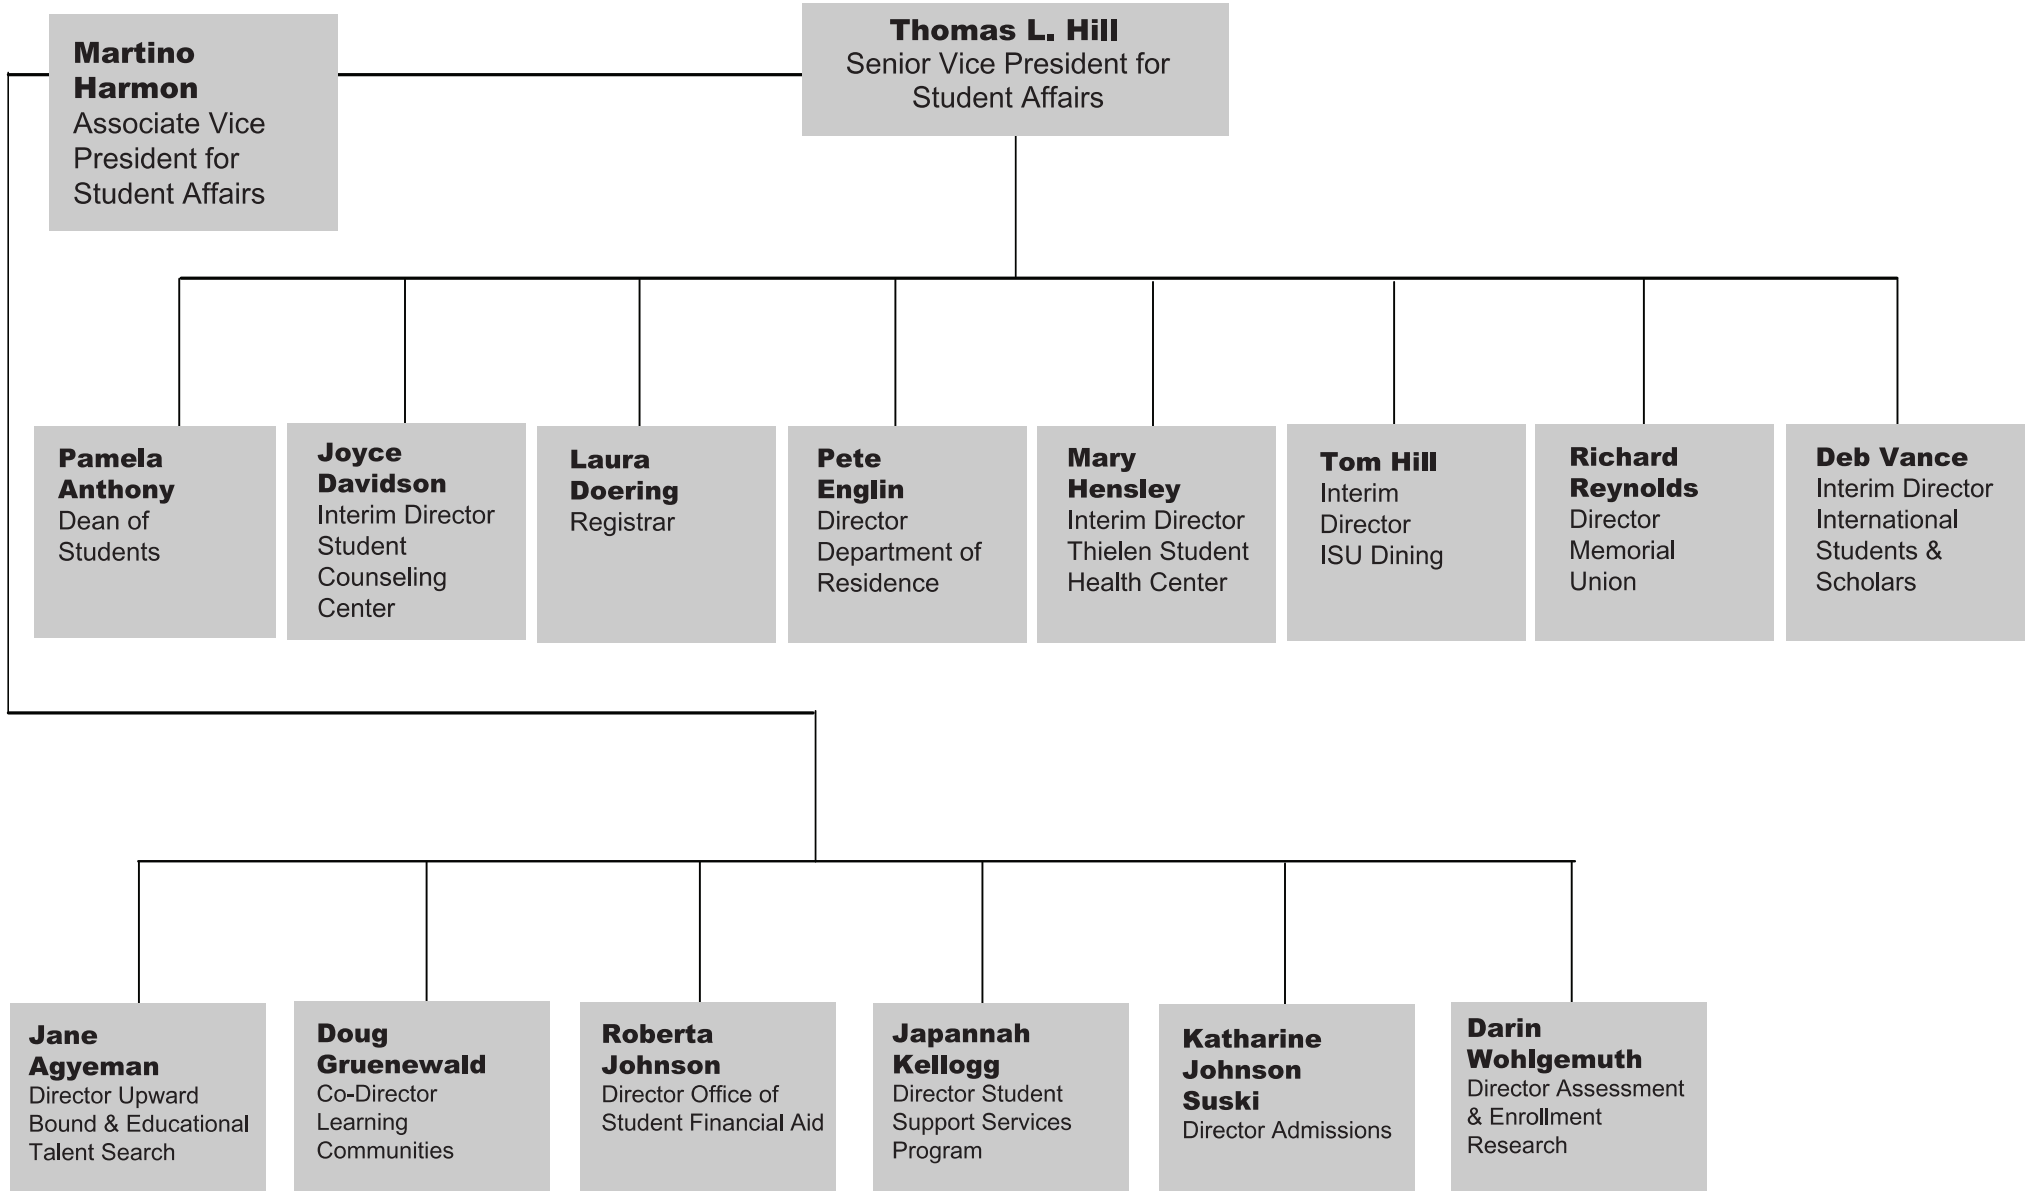 Martino
Harmon
Associate Vice
President for
Student Affairs
Thomas L. Hill
Senior Vice President for
Student Affairs
Pamela
Anthony
Dean of
Students
Joyce
Davidson
Interim Director
Student
Counseling
Center
Laura
Doering
Registrar
Pete
Englin
Director
Department of
Residence
Mary
Hensley
Interim Director
Thielen Student
Health Center
Tom Hill
Interim
Director
ISU Dining
Richard
Reynolds
Director
Memorial
Union
Deb Vance
Interim Director
International
Students &
Scholars
Jane
Agyeman
Director Upward
Bound & Educational
Talent Search
Doug
Gruenewald
Co-Director
Learning
Communities
Roberta
Johnson
Director Office of
Student Financial Aid
Japannah
Kellogg
Director Student
Support Services
Program
Katharine
Johnson
Suski
Director Admissions
Darin
Wohlgemuth
Director Assessment
& Enrollment
Research